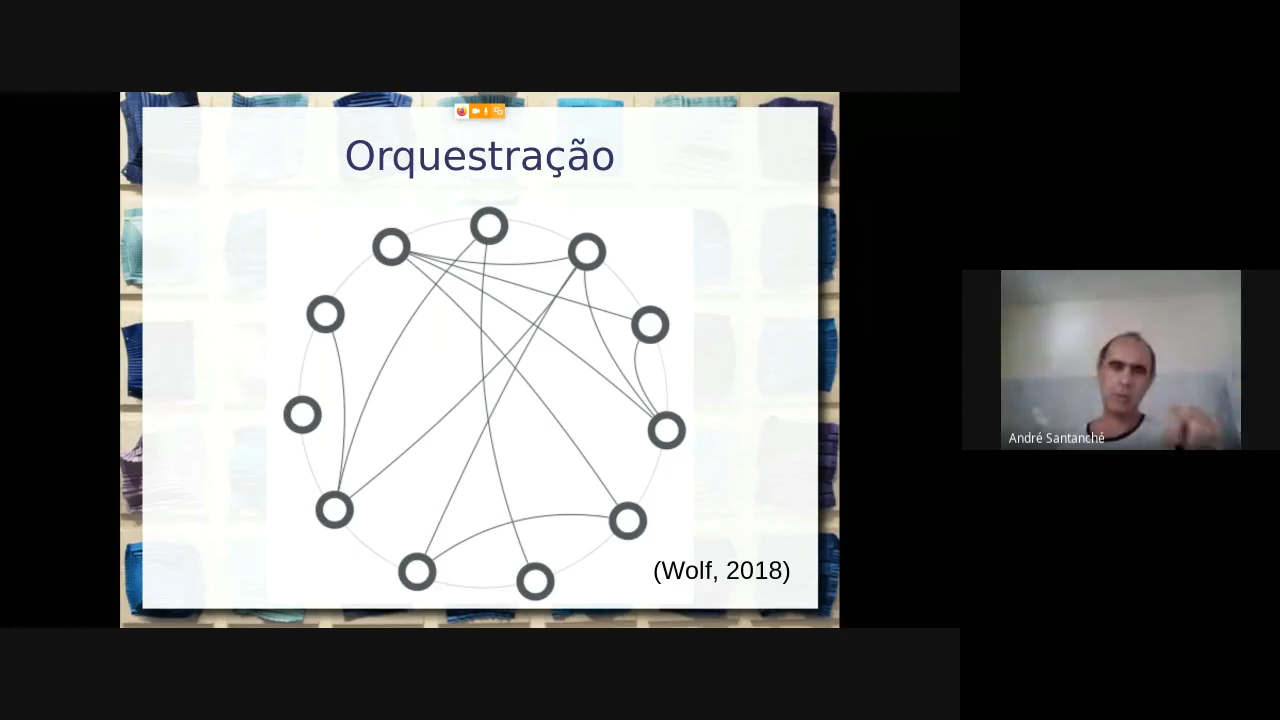 Orquestração
(Wolf, 2018)
André Santanché